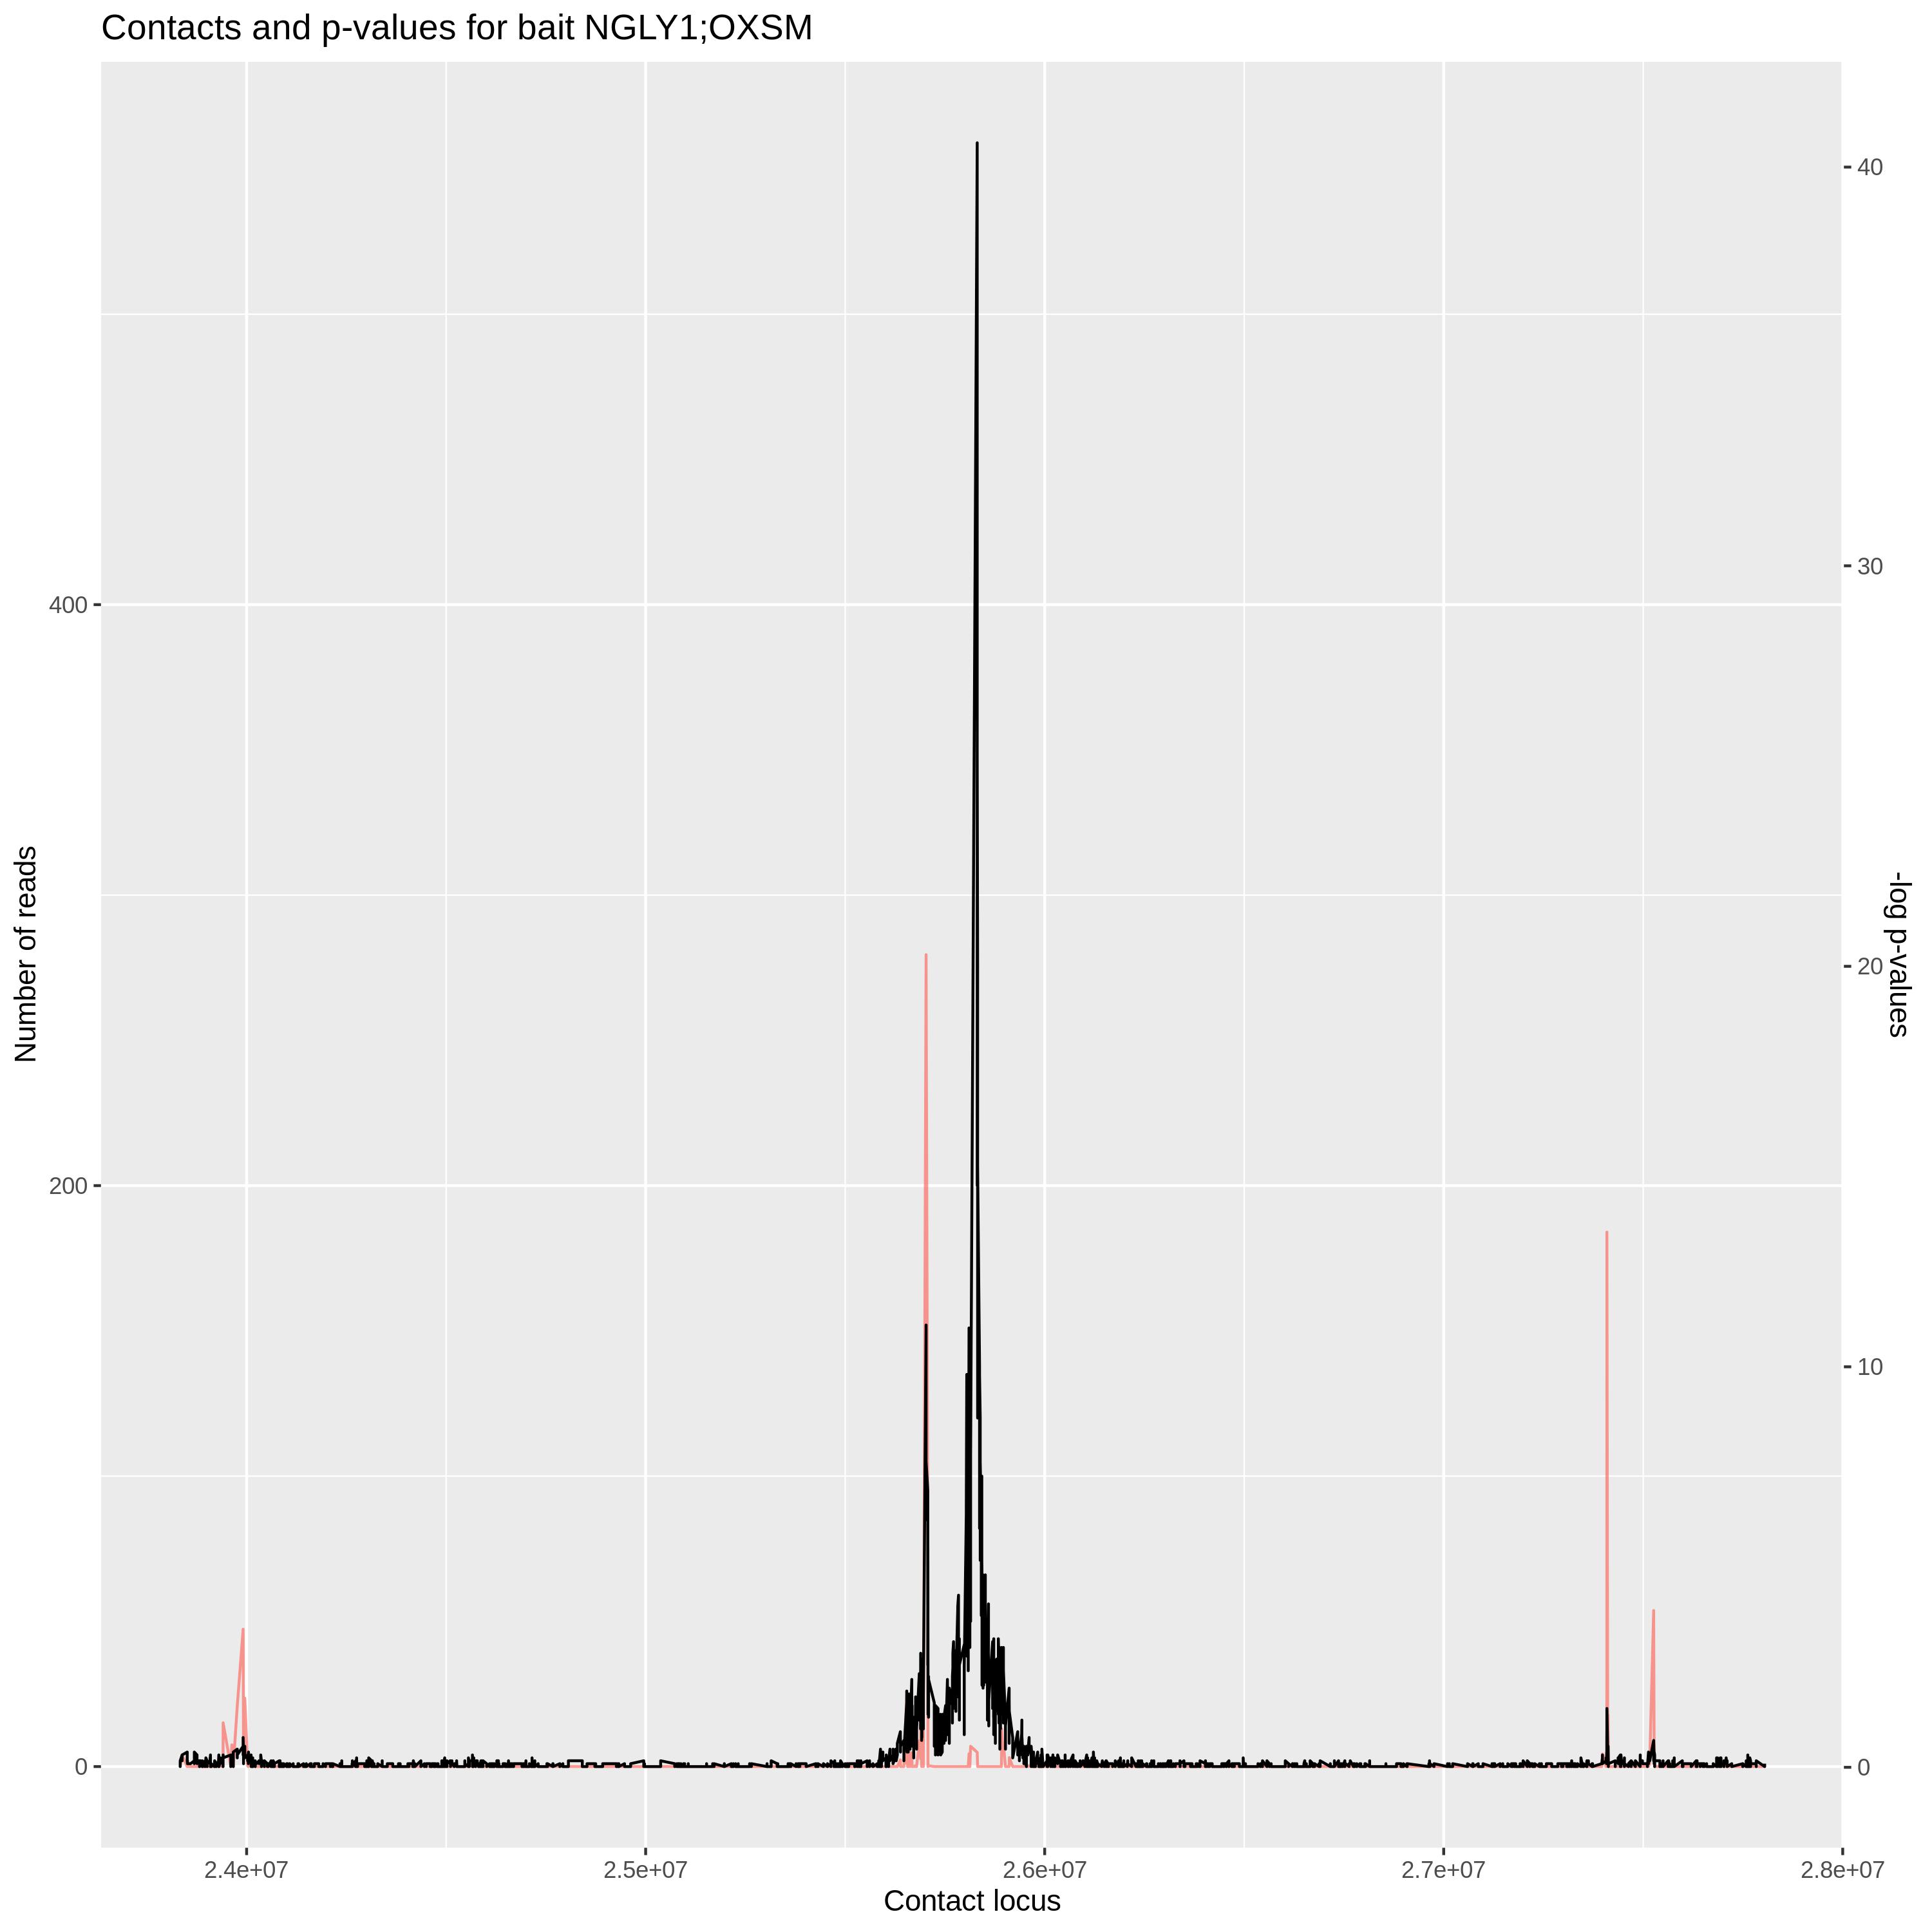 Contacts and p-values for bait NGLY1;OXSM
Number of reads
400
200
0
40
30
20
10
0
-log p-values
2.4e+07
2.5e+07
2.6e+07
2.7e+07
2.8e+07
Contact locus